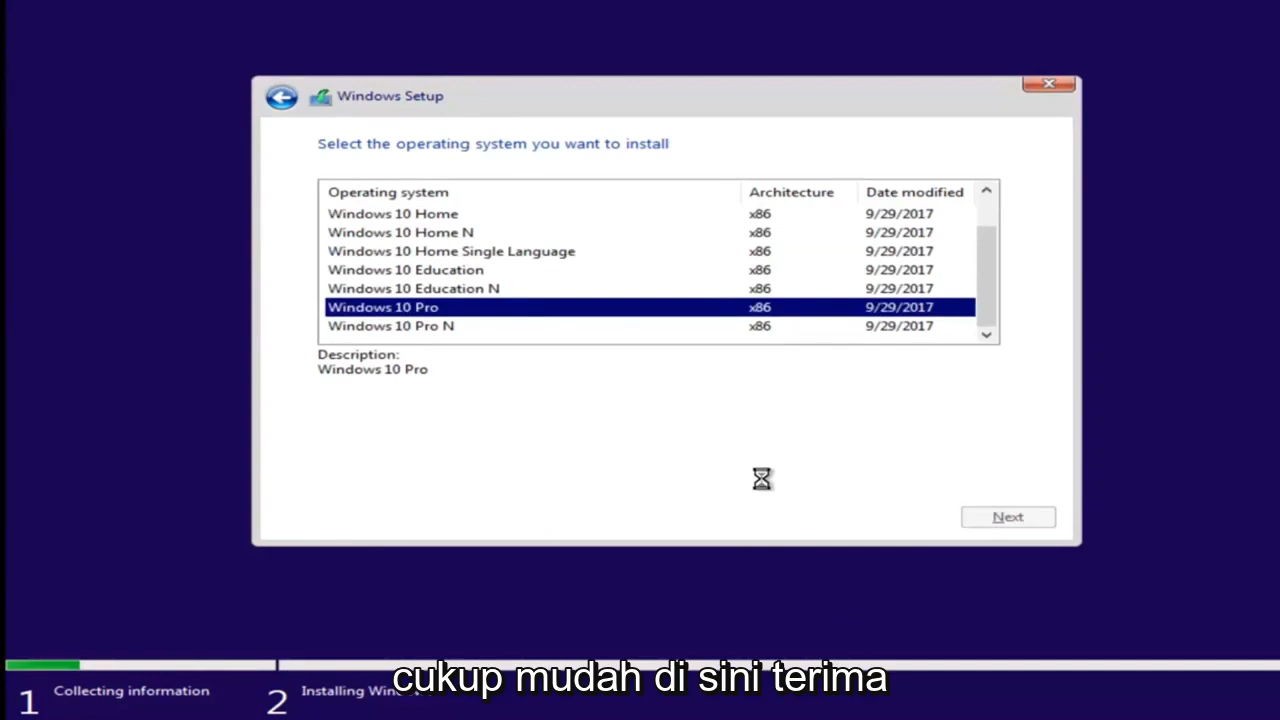 Windows Setup
Select the operating system you want to install
Operating system Architecture Date modified
Windows 10 Home x86 9/29/2017
Windows 10 Home N x86 9/29/2017
Windows 10 Home Single Language x86 9/29/2017
Windows 10 Education x86 9/29/2017
Windows 10 Education N x86 9/29/2017
Windows 10 Pro x86 9/29/2017
Windows 10 Pro N x86 9/29/2017
Description:
Windows 10 Pro
Next
cukup mudah di sini terima
1 Collecting information 2 Installing